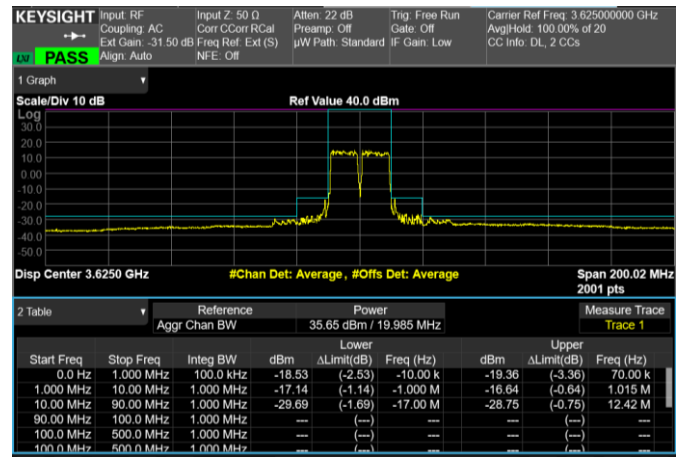 KEYSIGHT Input: RF Input Z: 50 Ω Atten: 22 dB Trig: Free Run Carrier Ref Freq: 3.625000000 GHz
Coupling: AC Corr CCorr RCal Preamp: Off Gate: Off Avg|Hold: 100.00% of 20
Ext Gain: -31.50 dB Freq Ref: Ext (S) µW Path: Standard IF Gain: Low CC Info: DL, 2 CCs
LXI PASS Align: Auto NFE: Off
1 Graph
Scale/Div 10 dB Ref Value 40.0 dBm
Log
30.0
20.0
10.0
0.00
-10.0
-20.0
-30.0
-40.0
-50.0
Disp Center 3.6250 GHz #Chan Det: Average, #Offs Det: Average Span 200.02 MHz
2001 pts
2 Table Reference Power Measure Trace
Aggr Chan BW 35.65 dBm / 19.985 MHz Trace 1
Lower Upper
Start Freq Stop Freq Integ BW dBm ΔLimit(dB) Freq (Hz) dBm ΔLimit(dB) Freq (Hz)
0.0 Hz 1.000 MHz 100.0 kHz -18.53 (-2.53) -10.00 k -19.36 (-3.36) 70.00 k
1.000 MHz 10.00 MHz 1.000 MHz -17.14 (-1.14) -1.000 M -16.64 (-0.64) 1.015 M
10.00 MHz 90.00 MHz 1.000 MHz -29.69 (-1.69) -17.00 M -28.75 (-0.75) 12.42 M
90.00 MHz 100.0 MHz 1.000 MHz --- (---) --- --- (---) ---
100.0 MHz 500.0 MHz 1.000 MHz --- (---) --- --- (---) ---
100.0 MHz 500.0 MHz 1.000 MHz --- (---) --- --- (---) ---